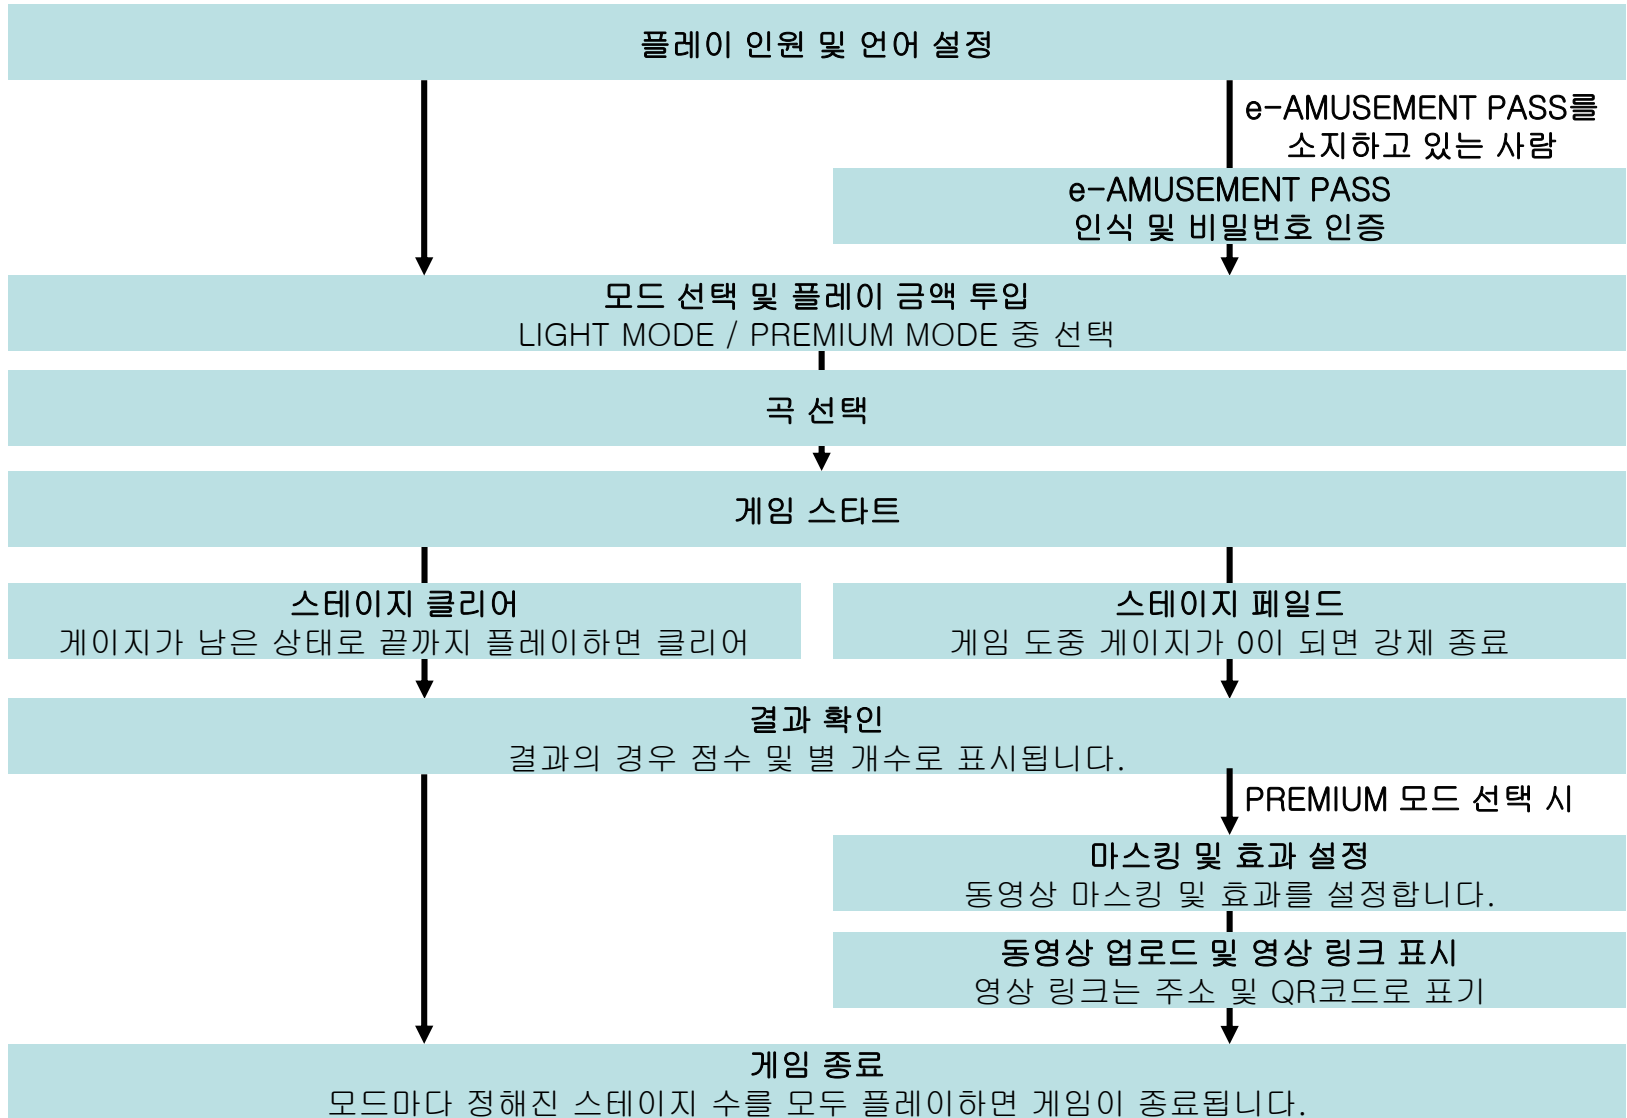 플레이 인원 및 언어 설정
e-AMUSEMENT PASS를
소지하고 있는 사람
e-AMUSEMENT PASS
인식 및 비밀번호 인증
모드 선택 및 플레이 금액 투입
LIGHT MODE / PREMIUM MODE 중 선택
곡 선택
게임 스타트
스테이지 클리어
게이지가 남은 상태로 끝까지 플레이하면 클리어
스테이지 페일드
게임 도중 게이지가 0이 되면 강제 종료
결과 확인
결과의 경우 점수 및 별 개수로 표시됩니다.
PREMIUM 모드 선택 시
마스킹 및 효과 설정
동영상 마스킹 및 효과를 설정합니다.
동영상 업로드 및 영상 링크 표시
영상 링크는 주소 및 QR코드로 표기
게임 종료
모드마다 정해진 스테이지 수를 모두 플레이하면 게임이 종료됩니다.